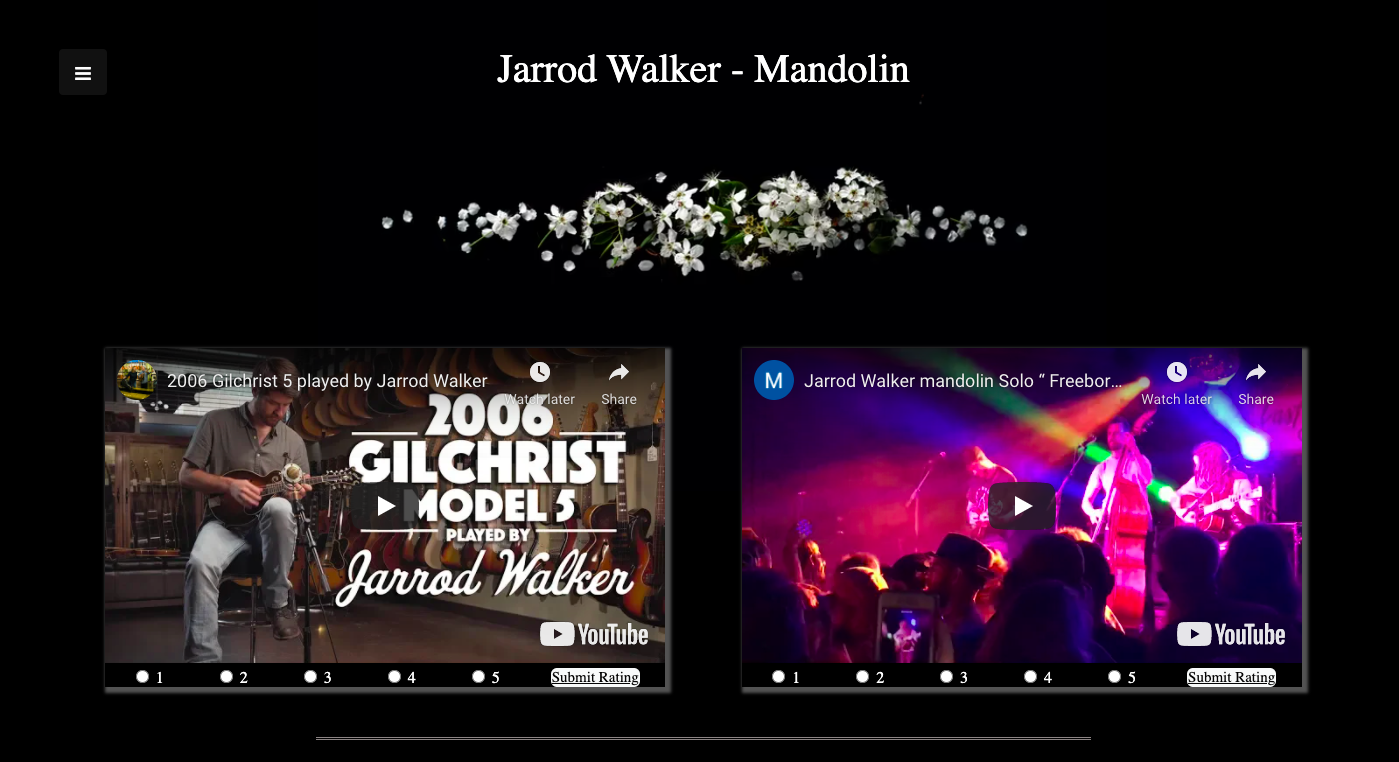 Jarrod Walker - Mandolin
2006 Gilchrist 5 played by Jarrod Walker
Watch later
Share
2006
GILCHRIST
MODEL 5
PLAYED BY
Jarrod Walker
YouTube
1 2 3 4 5 Submit Rating
M
Jarrod Walker mandolin Solo “ Freebor...
Watch later
Share
YouTube
1 2 3 4 5 Submit Rating